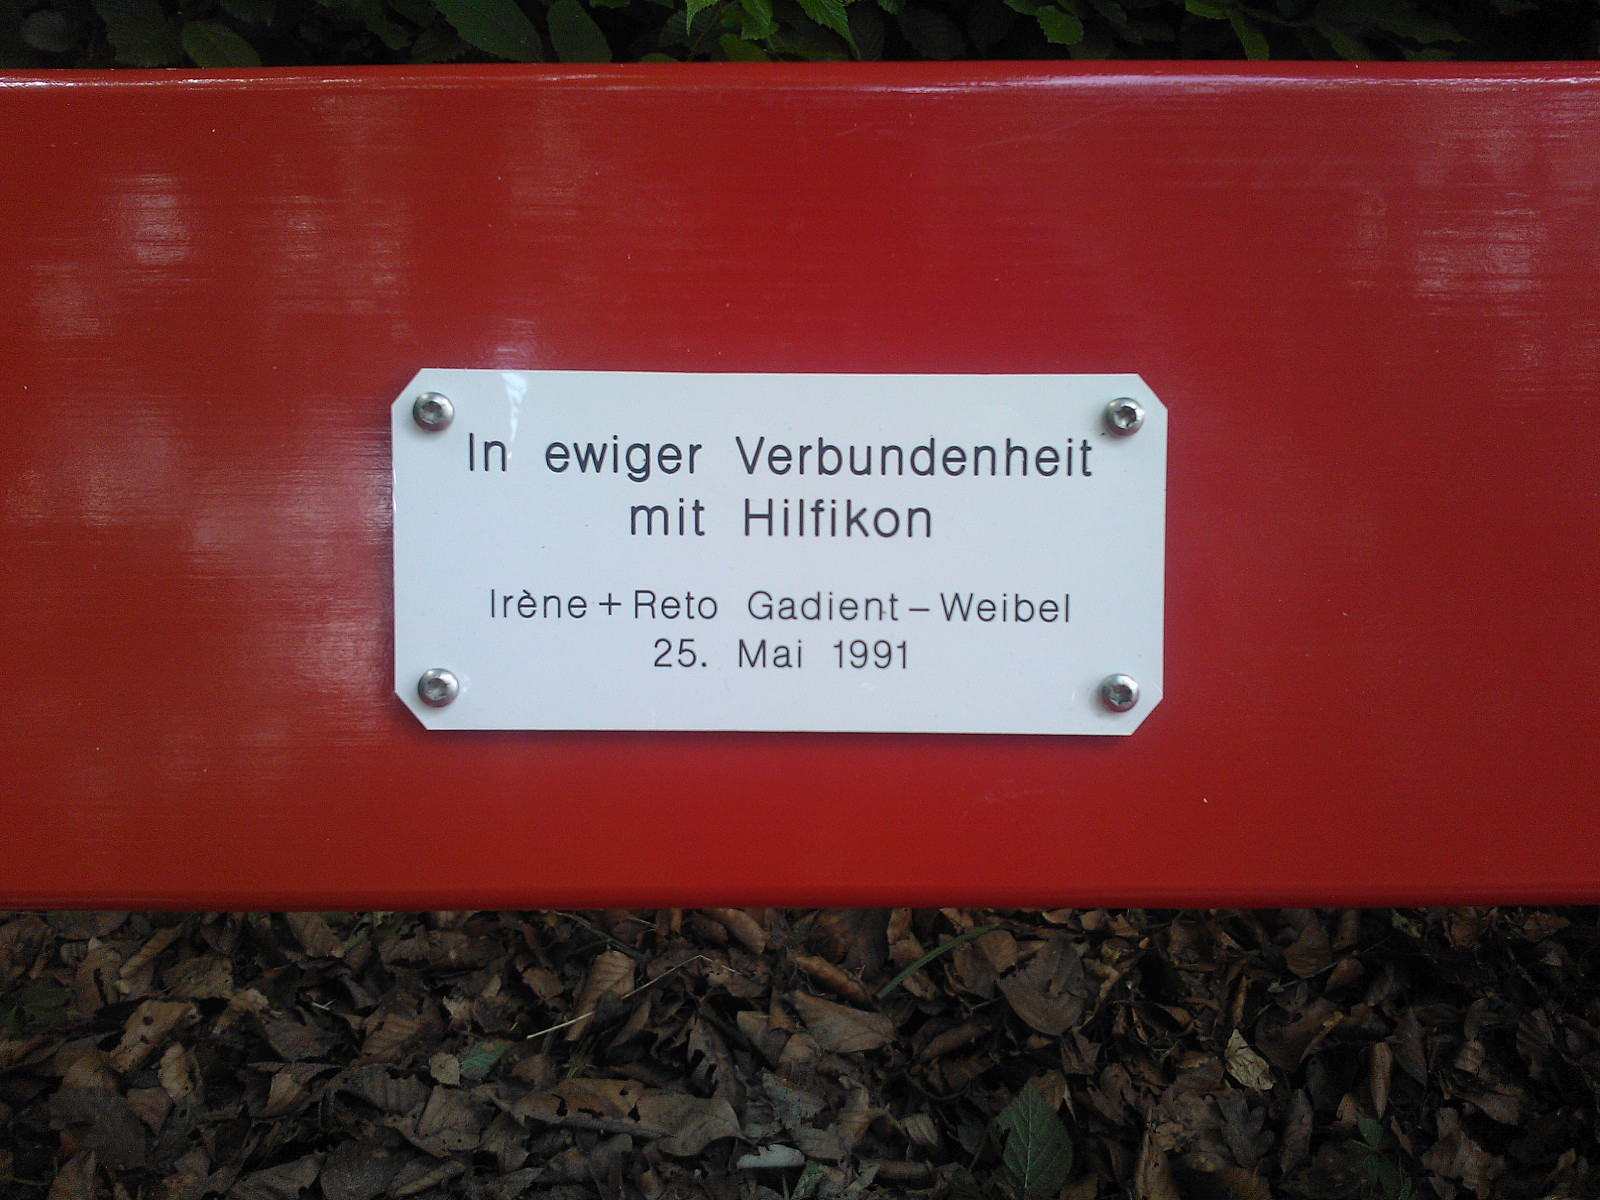 In ewiger Verbundenheit
mit Hilfikon
Irène + Reto Gadient – Weibel
25. Mai 1991